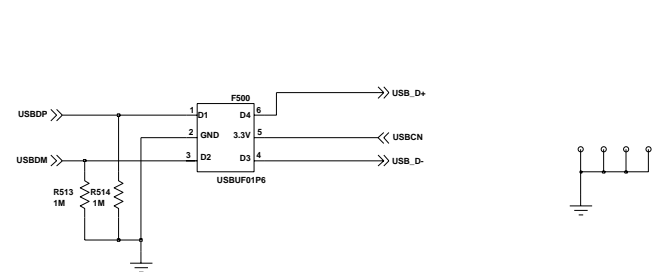 F500
USBDP
1
D1
D4
6
USB_D+
2
GND
3.3V
5
USBCN
USBDM
3
D2
D3
4
USB_D-
USBUF01P6
R513
R514
1M
1M